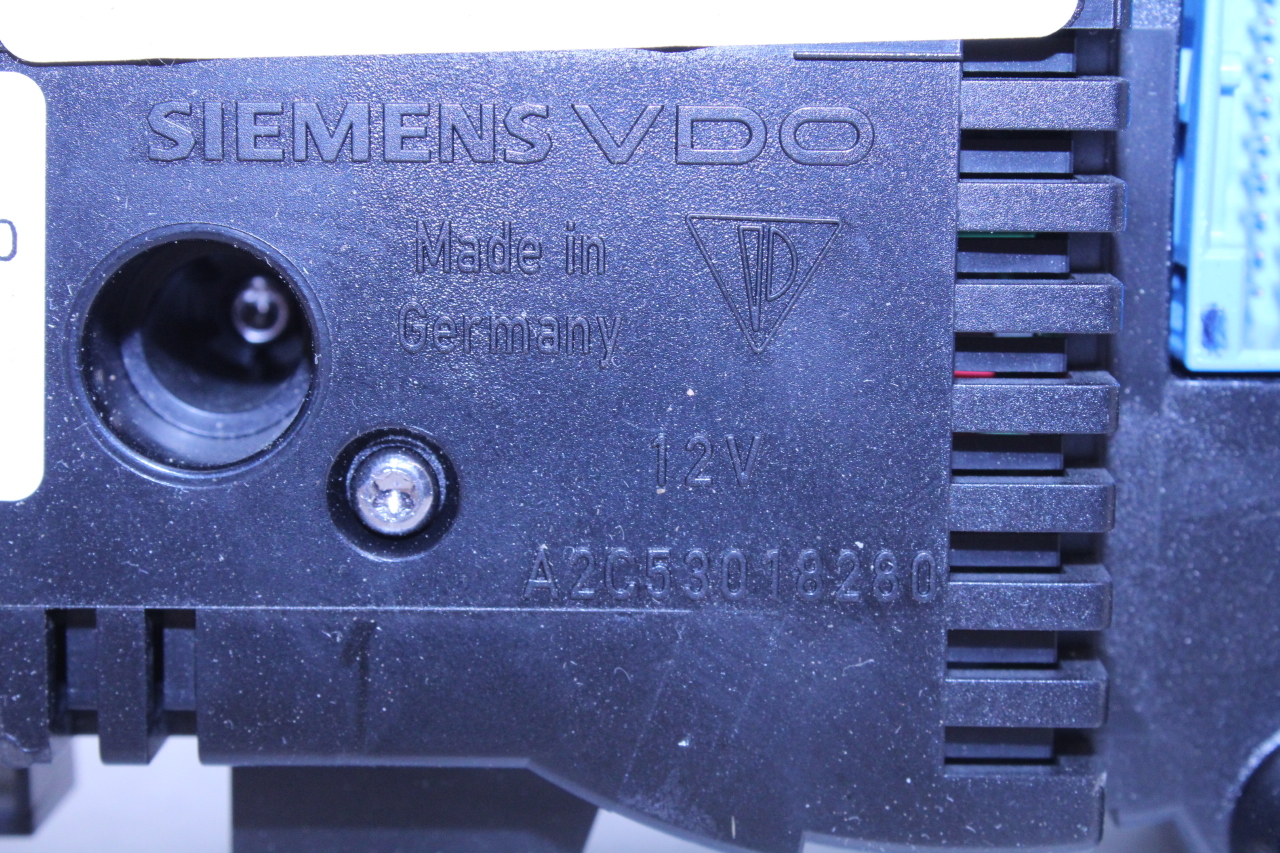 SIEMENS VDO
Made in
Germany
12V
A2C53018280